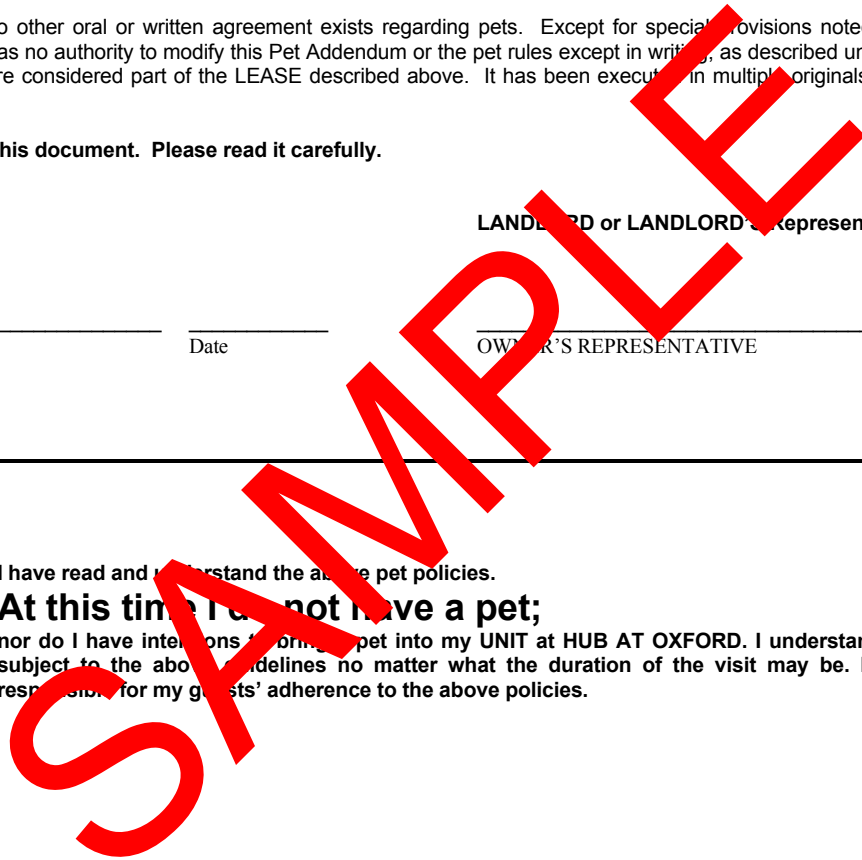 o other oral or written agreement exists regarding pets. Except for special provisions note
as no authority to modify this Pet Addendum or the pet rules except in writing, as described un
re considered part of the LEASE described above. It has been executed in multiple originals
his document. Please read it carefully.
LANDLORD or LANDLORD'S Represen
Date
OWNER'S REPRESENTATIVE
I have read and understand the above pet policies.
At this time I do not have a pet;
nor do I have intentions to bring a pet into my UNIT at HUB AT OXFORD. I understan
subject to the above guidelines no matter what the duration of the visit may be. I
responsible for my guests' adherence to the above policies.
SAMPLE